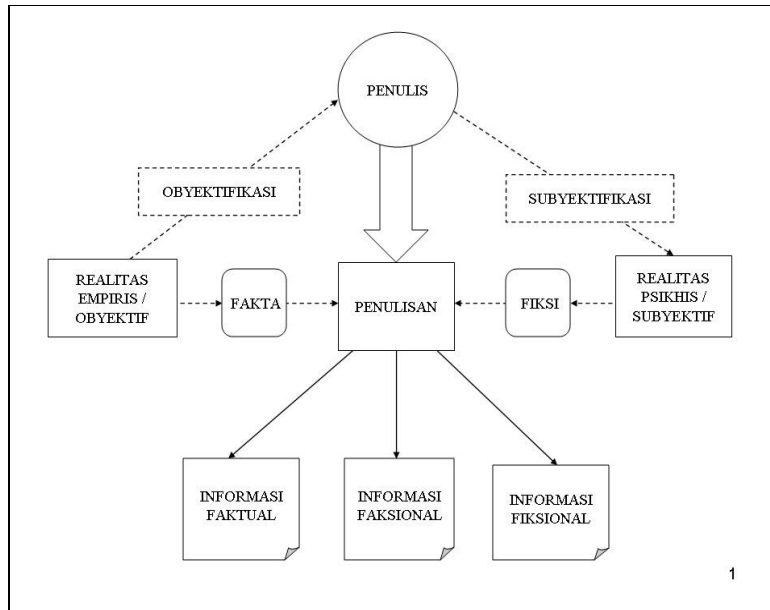 PENULIS
OBYEKTIFIKASI
SUBYEKTIFIKASI
REALITAS
EMPIRIS /
OBYEKTIF
FAKTA
PENULISAN
FIKSI
REALITAS
PSIKHIS /
SUBYEKTIF
INFORMASI
FAKTUAL
INFORMASI
FAKSIONAL
INFORMASI
FIKSIONAL
1